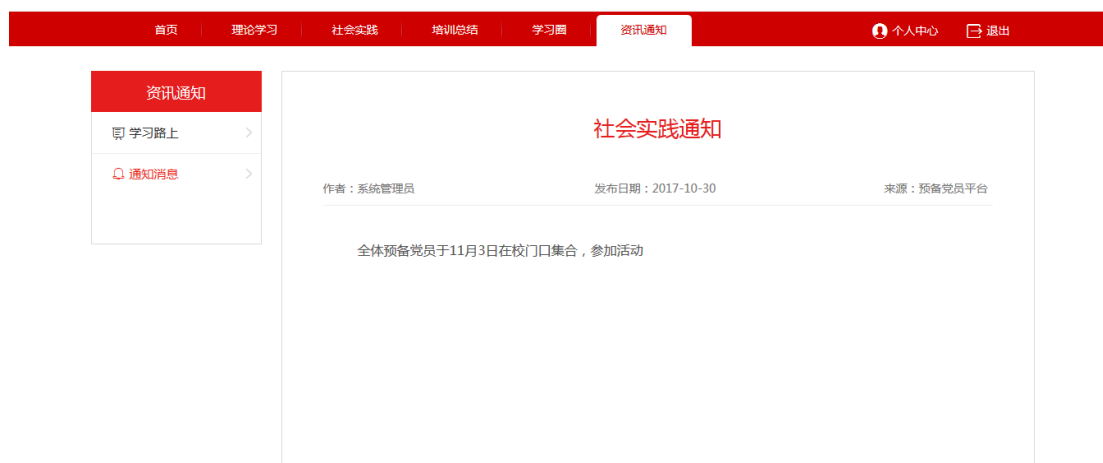 首页 理论学习 社会实践 培训总结 学习圈 资讯通知 个人中心 退出
资讯通知
学习路上
通知消息
社会实践通知
作者：系统管理员 发布日期：2017-10-30 来源：预备党员平台
全体预备党员于11月3日在校门口集合，参加活动